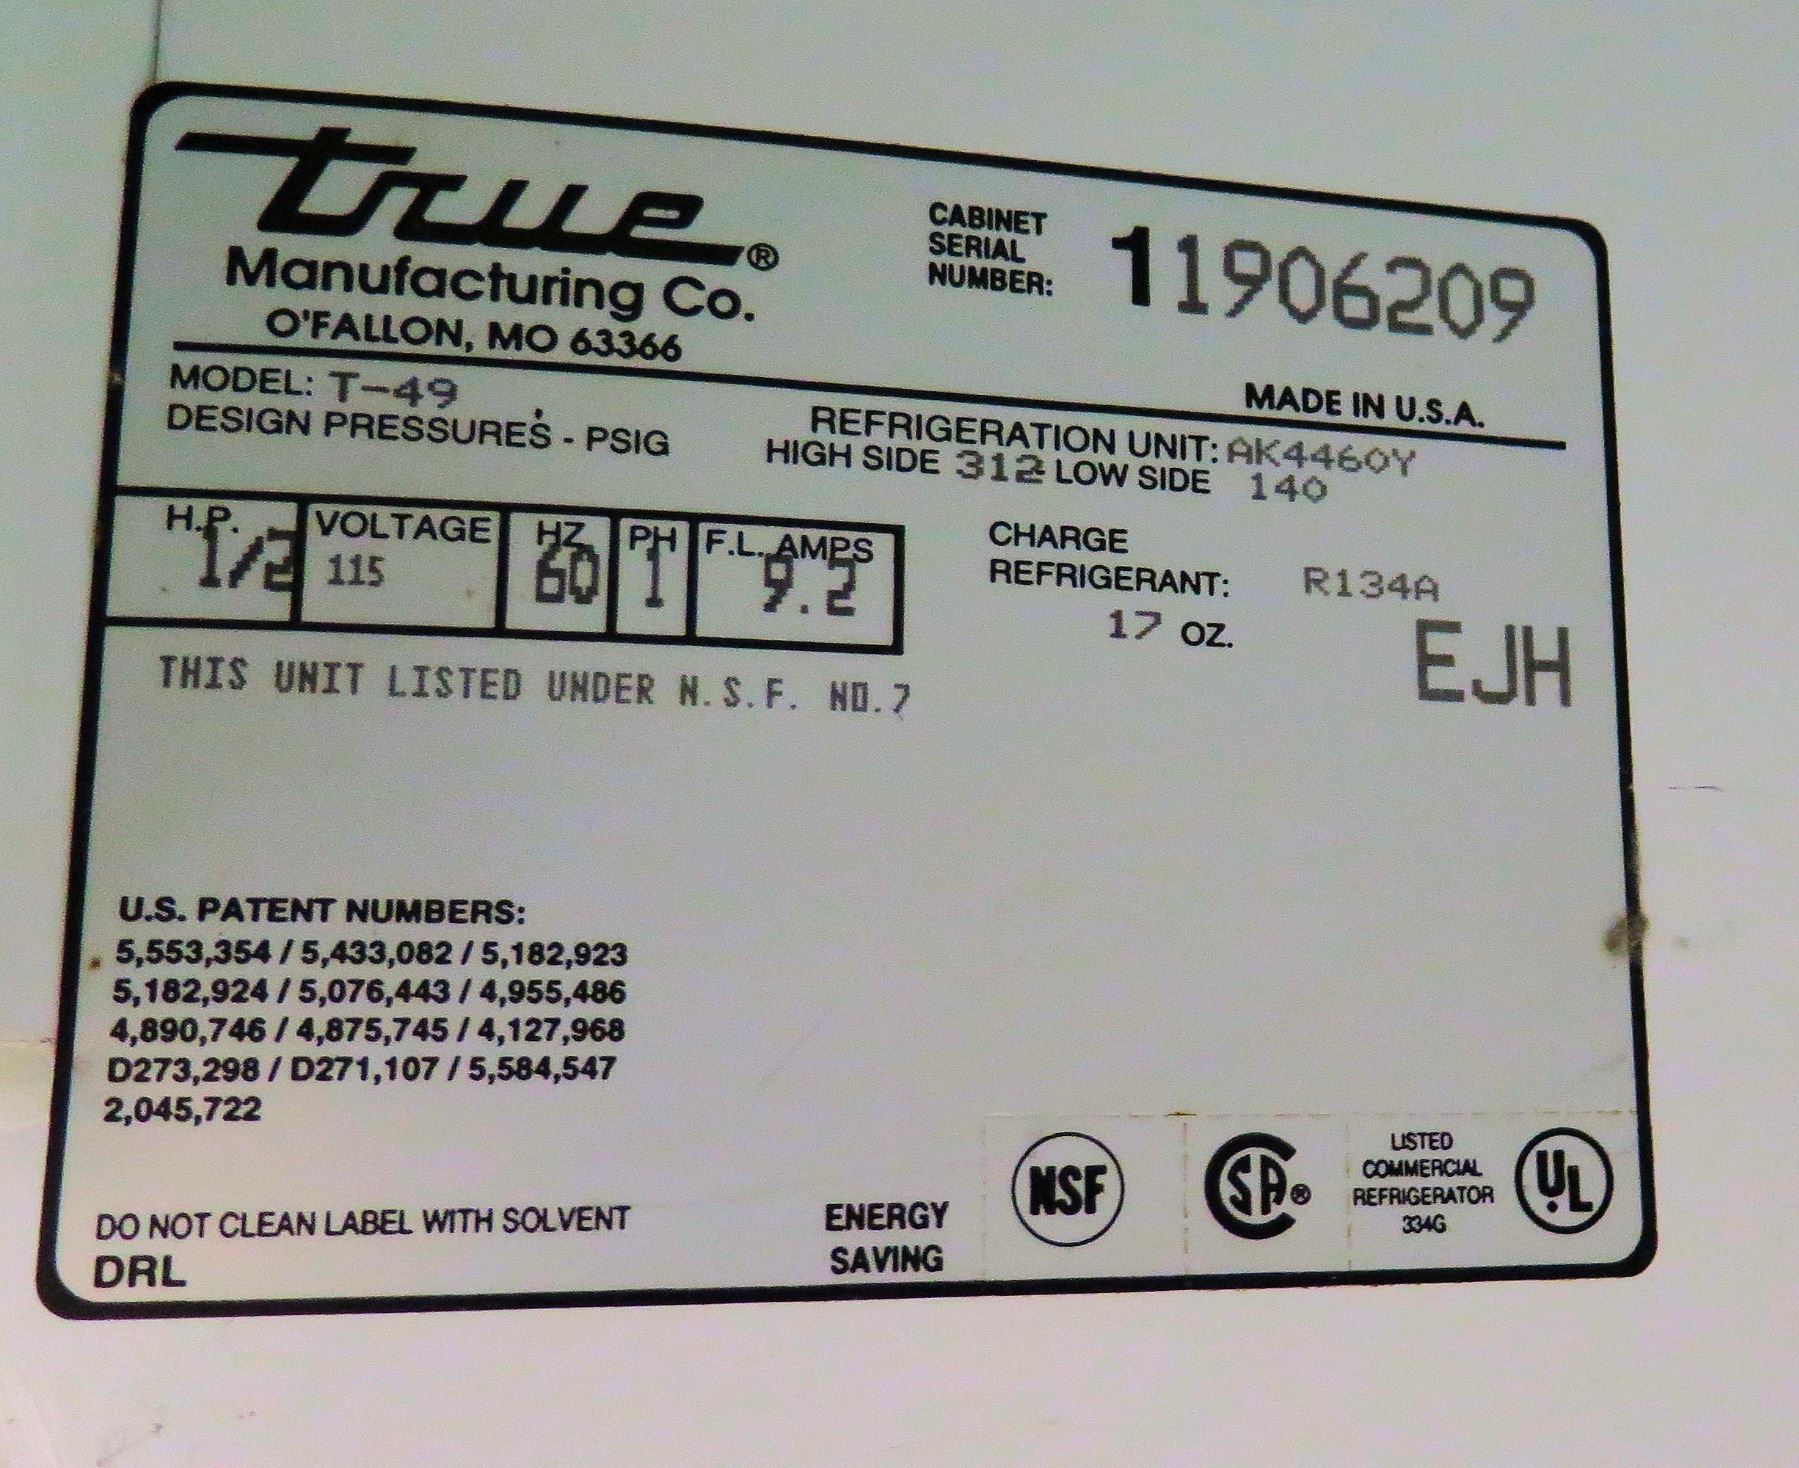 true®
Manufacturing Co.
O'FALLON, MO 63366
CABINET
SERIAL
NUMBER: 11906209
MADE IN U.S.A.
MODEL: T-49
DESIGN PRESSURES - PSIG
REFRIGERATION UNIT: AK4460Y
HIGH SIDE 312 LOW SIDE 140
H.P. VOLTAGE HZ PH F.L. AMPS
1/2 115 60 1 9.2
CHARGE
REFRIGERANT: R134A
17 OZ.
EJH
THIS UNIT LISTED UNDER N.S.F. NO.7
U.S. PATENT NUMBERS:
5,553,354 / 5,433,082 / 5,182,923
5,182,924 / 5,076,443 / 4,955,486
4,890,746 / 4,875,745 / 4,127,968
D273,298 / D271,107 / 5,584,547
2,045,722
DO NOT CLEAN LABEL WITH SOLVENT
DRL
ENERGY
SAVING
NSF
SA®
LISTED
COMMERCIAL
REFRIGERATOR
334G
UL